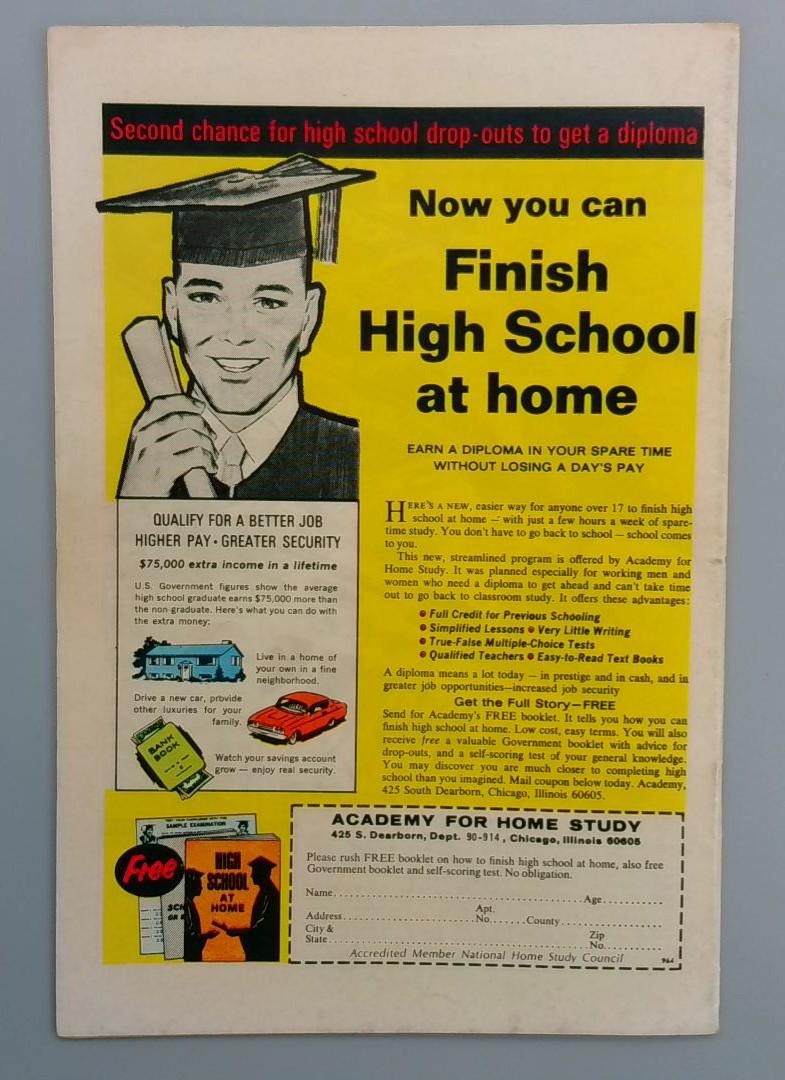 Second chance for high school drop-outs to get a diploma
Now you can
Finish
High School
at home
EARN A DIPLOMA IN YOUR SPARE TIME
WITHOUT LOSING A DAY'S PAY
QUALIFY FOR A BETTER JOB
HIGHER PAY • GREATER SECURITY
$75,000 extra income in a lifetime
U.S. Government figures show the average
high school graduate earns $75,000 more than
the non-graduate. Here's what you can do with
the extra money:
Live in a home of
your own in a fine
neighborhood.
Drive a new car, provide
other luxuries for your
family.
BANK
BOOK
Watch your savings account
grow — enjoy real security.
HERE'S A NEW, easier way for anyone over 17 to finish high
school at home — with just a few hours a week of spare-
time study. You don't have to go back to school — school comes
to you.
This new, streamlined program is offered by Academy for
Home Study. It was planned especially for working men and
women who need a diploma to get ahead and can't take time
out to go back to classroom study. It offers these advantages:
• Full Credit for Previous Schooling
• Simplified Lessons • Very Little Writing
• True-False Multiple-Choice Tests
• Qualified Teachers • Easy-to-Read Text Books
A diploma means a lot today — in prestige and in cash, and in
greater job opportunities—increased job security
Get the Full Story—FREE
Send for Academy's FREE booklet. It tells you how you can
finish high school at home. Low cost, easy terms. You will also
receive free a valuable Government booklet with advice for
drop-outs, and a self-scoring test of your general knowledge.
You may discover you are much closer to completing high
school than you imagined. Mail coupon below today. Academy,
425 South Dearborn, Chicago, Illinois 60605.
SAMPLE EXAMINATION
Free
HIGH
SCHOOL
AT
HOME
ACADEMY FOR HOME STUDY
425 S. Dearborn, Dept. 90-914, Chicago, Illinois 60605
Please rush FREE booklet on how to finish high school at home, also free
Government booklet and self-scoring test. No obligation.
Name Age
Address Apt. No. County
City & State Zip No.
Accredited Member National Home Study Council